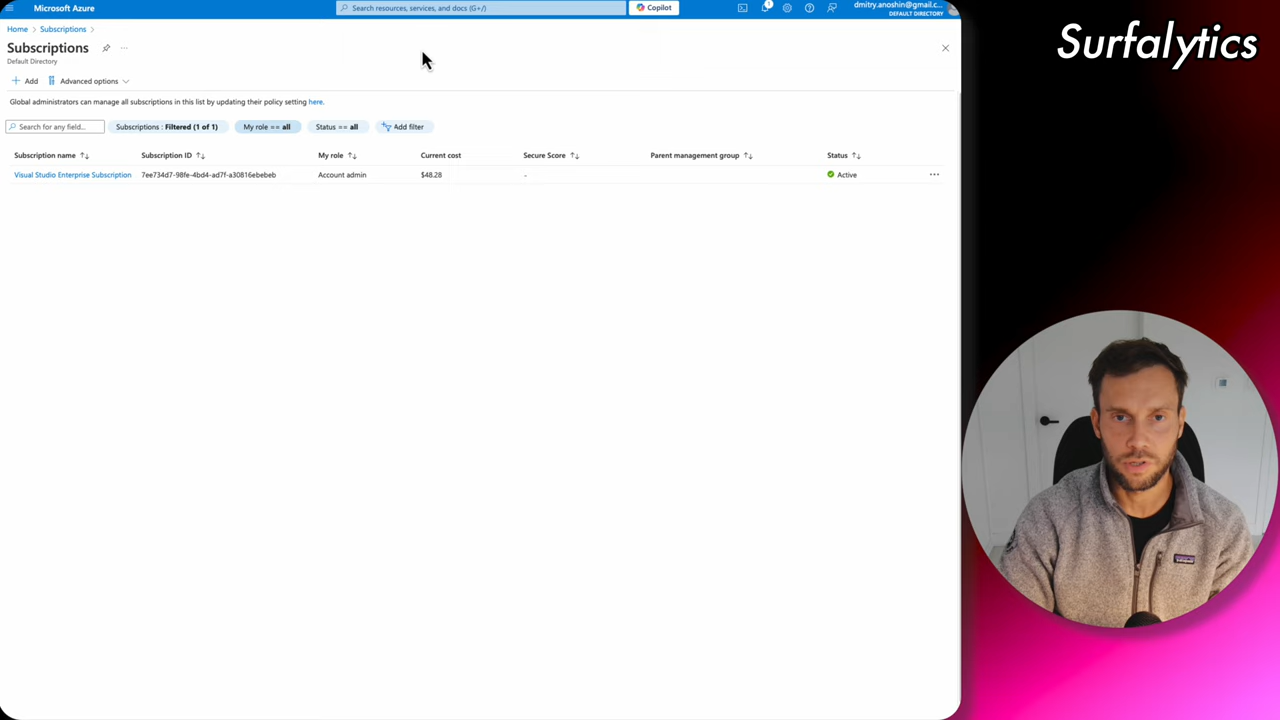 Microsoft Azure
Search resources, services, and docs (G+/)
Copilot
1
dmitry.anoshin@gmail.c...
DEFAULT DIRECTORY
Home > Subscriptions >
Subscriptions
...
Default Directory
+ Add
Advanced options
Global administrators can manage all subscriptions in this list by updating their policy setting here.
Search for any field...
Subscriptions : Filtered (1 of 1)
My role == all
Status == all
Add filter
Subscription name ↑↓ Subscription ID ↑↓ My role ↑↓ Current cost Secure Score ↑↓ Parent management group ↑↓ Status ↑↓
Visual Studio Enterprise Subscription 7ee734d7-98fe-4bd4-ad7f-a30816ebebeb Account admin $48.28 - Active ...
Surfalytics
patagonia